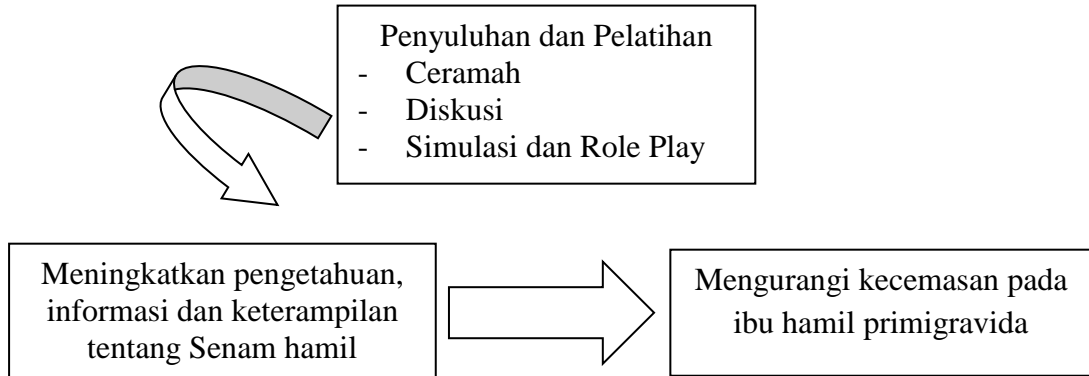 Penyuluhan dan Pelatihan
- Ceramah
- Diskusi
- Simulasi dan Role Play
Meningkatkan pengetahuan,
informasi dan keterampilan
tentang Senam hamil
Mengurangi kecemasan pada
ibu hamil primigravida